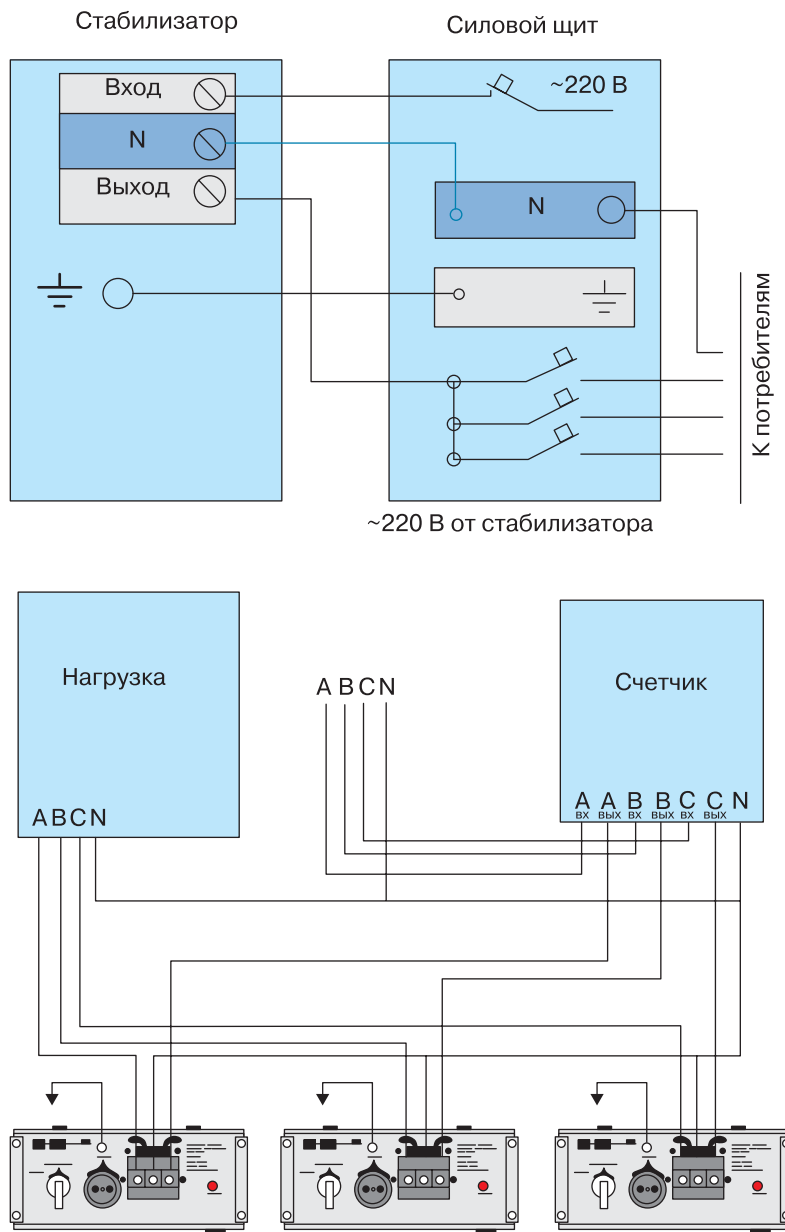 Стабилизатор
Силовой щит
Вход
~220 В
N
Выход
N
К потребителям
~220 В от стабилизатора
Нагрузка
A B C N
Счетчик
A B C N
A A B B C C N
вх вых вх вых вх вых